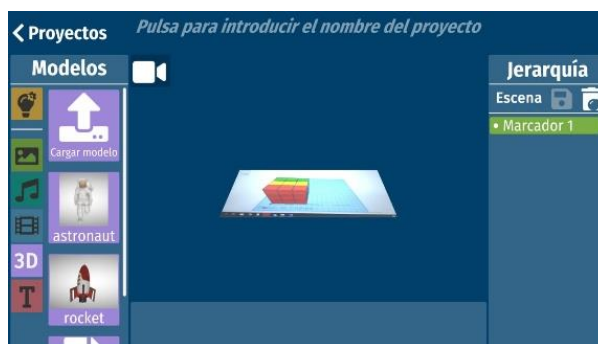 Proyectos
Pulsa para introducir el nombre del proyecto
Modelos
Jerarquía
Escena
• Marcador 1
Cargar modelo
astronaut
3D
T
rocket